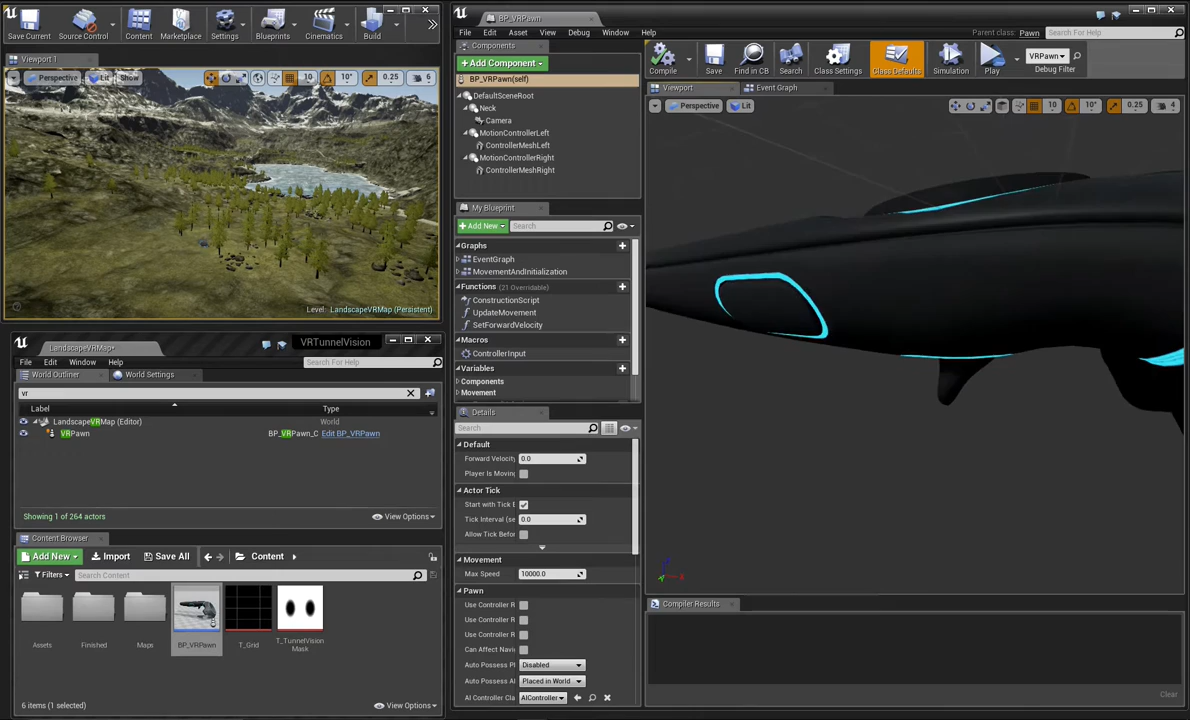 Save Current
Source Control
Content
Marketplace
Settings
Blueprints
Cinematics
Build
Viewport 1
Perspective
Lit
Show
10
10°
0.25
6
Level: LandscapeVRMap (Persistent)
LandscapeVRMap*
VRTunnelVision
File
Edit
Window
Help
Search For Help
World Outliner
World Settings
vr
Label
Type
LandscapeVRMap (Editor)
World
VRPawn
BP_VRPawn_C
Edit BP_VRPawn
Showing 1 of 264 actors
View Options
Content Browser
Add New
Import
Save All
Content
Filters
Search Content
Assets
Finished
Maps
BP_VRPawn
T_Grid
T_TunnelVision
Mask
6 items (1 selected)
View Options
BP_VRPawn
Parent class: Pawn
File
Edit
Asset
View
Debug
Window
Help
Search For Help
Components
+Add Component
BP_VRPawn(self)
DefaultSceneRoot
Neck
Camera
MotionControllerLeft
ControllerMeshLeft
MotionControllerRight
ControllerMeshRight
My Blueprint
+Add New
Search
Graphs
EventGraph
MovementAndInitialization
Functions (21 Overridable)
ConstructionScript
UpdateMovement
SetForwardVelocity
Macros
ControllerInput
Variables
Components
Movement
Details
Search
Default
Forward Velocity
0.0
Player Is Moving
Actor Tick
Start with Tick E
Tick Interval (se
0.0
Allow Tick Befor
Movement
Max Speed
10000.0
Pawn
Use Controller R
Use Controller R
Use Controller R
Can Affect Navi
Auto Possess Pl
Disabled
Auto Possess AI
Placed in World
AI Controller Cla
AIController
Compile
Save
Find in CB
Search
Class Settings
Class Defaults
Simulation
Play
VRPawn
Debug Filter
Viewport
Event Graph
Perspective
Lit
10
10°
0.25
4
Compiler Results
Clear